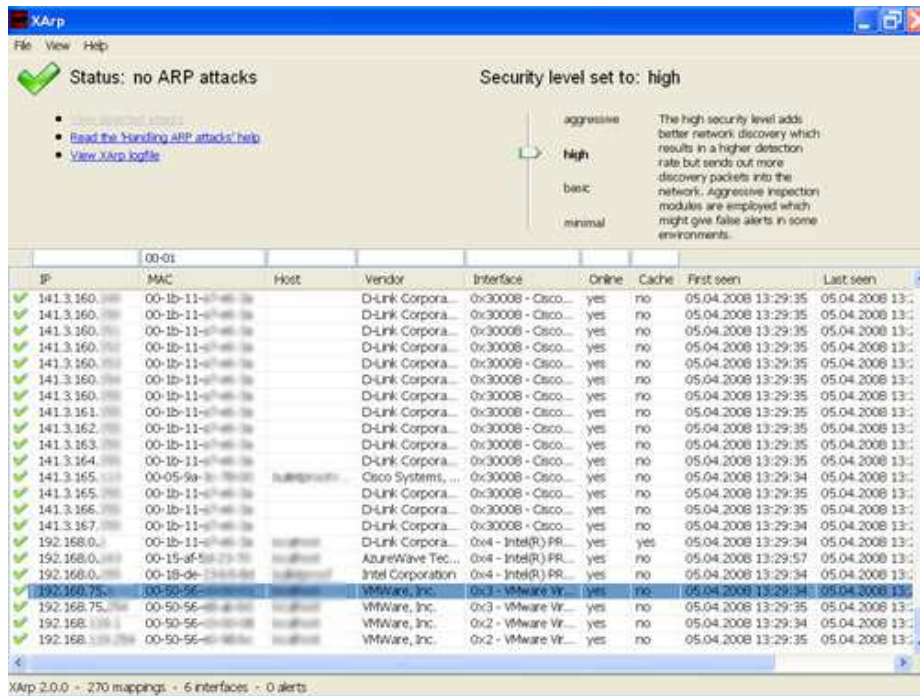 XArp
File View Help
Status: no ARP attacks
Security level set to: high
Read the 'Handling ARP attacks' help
View XArp logfile
aggressive
high
basic
minimal
The high security level adds
better network discovery which
results in a higher detection
rate but sends out more
discovery packets into the
network. Aggressive inspection
modules are employed which
might give false alerts in some
environments.
00-01
IP MAC Host Vendor Interface Online Cache First seen Last seen
141.3.160. 00-1b-11- D-Link Corpora... 0x30008 - Cisco... yes no 05.04.2008 13:29:35 05.04.2008 13:
141.3.160. 00-1b-11- D-Link Corpora... 0x30008 - Cisco... yes no 05.04.2008 13:29:35 05.04.2008 13:
141.3.160. 00-1b-11- D-Link Corpora... 0x30008 - Cisco... yes no 05.04.2008 13:29:35 05.04.2008 13:
141.3.160. 00-1b-11- D-Link Corpora... 0x30008 - Cisco... yes no 05.04.2008 13:29:35 05.04.2008 13:
141.3.160. 00-1b-11- D-Link Corpora... 0x30008 - Cisco... yes no 05.04.2008 13:29:35 05.04.2008 13:
141.3.160. 00-1b-11- D-Link Corpora... 0x30008 - Cisco... yes no 05.04.2008 13:29:35 05.04.2008 13:
141.3.160. 00-1b-11- D-Link Corpora... 0x30008 - Cisco... yes no 05.04.2008 13:29:35 05.04.2008 13:
141.3.161. 00-1b-11- D-Link Corpora... 0x30008 - Cisco... yes no 05.04.2008 13:29:35 05.04.2008 13:
141.3.162. 00-1b-11- D-Link Corpora... 0x30008 - Cisco... yes no 05.04.2008 13:29:35 05.04.2008 13:
141.3.163. 00-1b-11- D-Link Corpora... 0x30008 - Cisco... yes no 05.04.2008 13:29:35 05.04.2008 13:
141.3.164. 00-1b-11- D-Link Corpora... 0x30008 - Cisco... yes no 05.04.2008 13:29:35 05.04.2008 13:
141.3.165. 00-05-9a- Cisco Systems, ... 0x30008 - Cisco... yes no 05.04.2008 13:29:34 05.04.2008 13:
141.3.165. 00-1b-11- D-Link Corpora... 0x30008 - Cisco... yes no 05.04.2008 13:29:35 05.04.2008 13:
141.3.166. 00-1b-11- D-Link Corpora... 0x30008 - Cisco... yes no 05.04.2008 13:29:35 05.04.2008 13:
141.3.167. 00-1b-11- D-Link Corpora... 0x30008 - Cisco... yes no 05.04.2008 13:29:34 05.04.2008 13:
192.168.0. 00-1b-11- D-Link Corpora... 0x4 - Intel(R) PR... yes yes 05.04.2008 13:29:34 05.04.2008 13:
192.168.0. 00-15-af- AzureWave Tec... 0x4 - Intel(R) PR... yes no 05.04.2008 13:29:57 05.04.2008 13:
192.168.0. 00-18-de- Intel Corporation 0x4 - Intel(R) PR... yes no 05.04.2008 13:29:34 05.04.2008 13:
192.168.75. 00-50-56- VMWare, Inc. 0x3 - VMware Vir... yes no 05.04.2008 13:29:34 05.04.2008 13:
192.168.75. 00-50-56- VMWare, Inc. 0x3 - VMware Vir... yes no 05.04.2008 13:29:35 05.04.2008 13:
192.168. 00-50-56- VMWare, Inc. 0x2 - VMware Vir... yes no 05.04.2008 13:29:34 05.04.2008 13:
192.168. 00-50-56- VMWare, Inc. 0x2 - VMware Vir... yes no 05.04.2008 13:29:35 05.04.2008 13:
XArp 2.0.0 - 270 mappings - 6 interfaces - 0 alerts